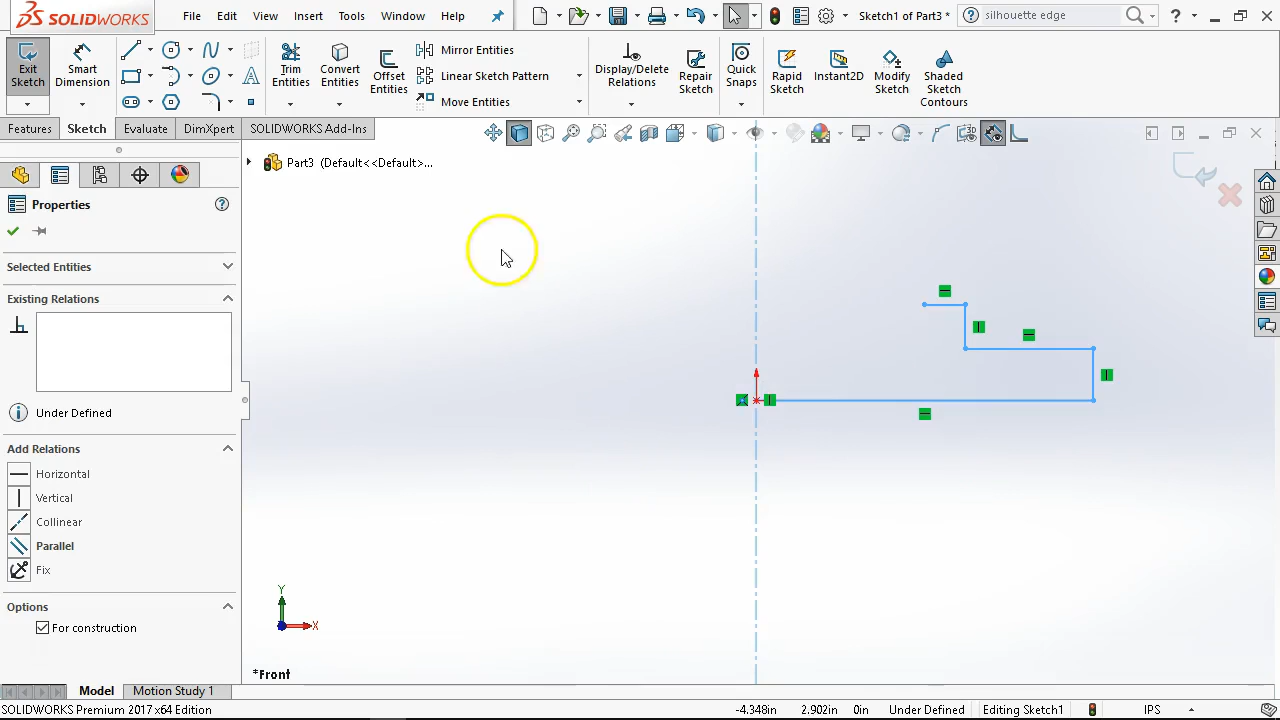 SOLIDWORKS File Edit View Insert Tools Window Help Sketch1 of Part3 * silhouette edge
Exit Sketch
Smart Dimension
Trim Entities
Convert Entities
Offset Entities
Mirror Entities
Linear Sketch Pattern
Move Entities
Display/Delete Relations
Repair Sketch
Quick Snaps
Rapid Sketch
Instant2D
Modify Sketch
Shaded Sketch Contours
Features Sketch Evaluate DimXpert SOLIDWORKS Add-Ins
Part3 (Default<<Default>...
Properties
Selected Entities
Existing Relations
Under Defined
Add Relations
Horizontal
Vertical
Collinear
Parallel
Fix
Options
For construction
Y
X
*Front
Model Motion Study 1
SOLIDWORKS Premium 2017 x64 Edition -4.348in 2.902in 0in Under Defined Editing Sketch1 IPS